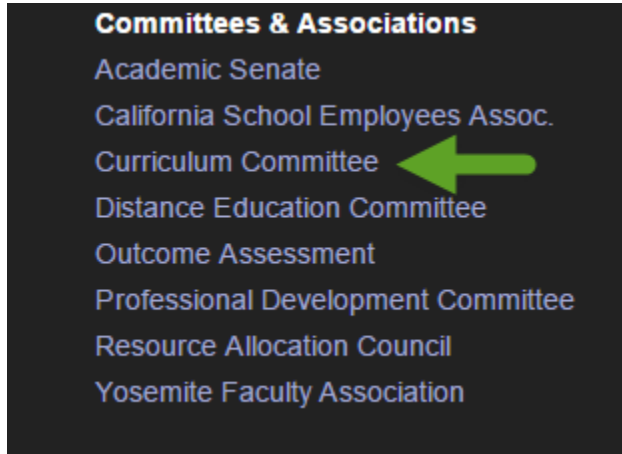 Committees & Associations
Academic Senate
California School Employees Assoc.
Curriculum Committee
Distance Education Committee
Outcome Assessment
Professional Development Committee
Resource Allocation Council
Yosemite Faculty Association